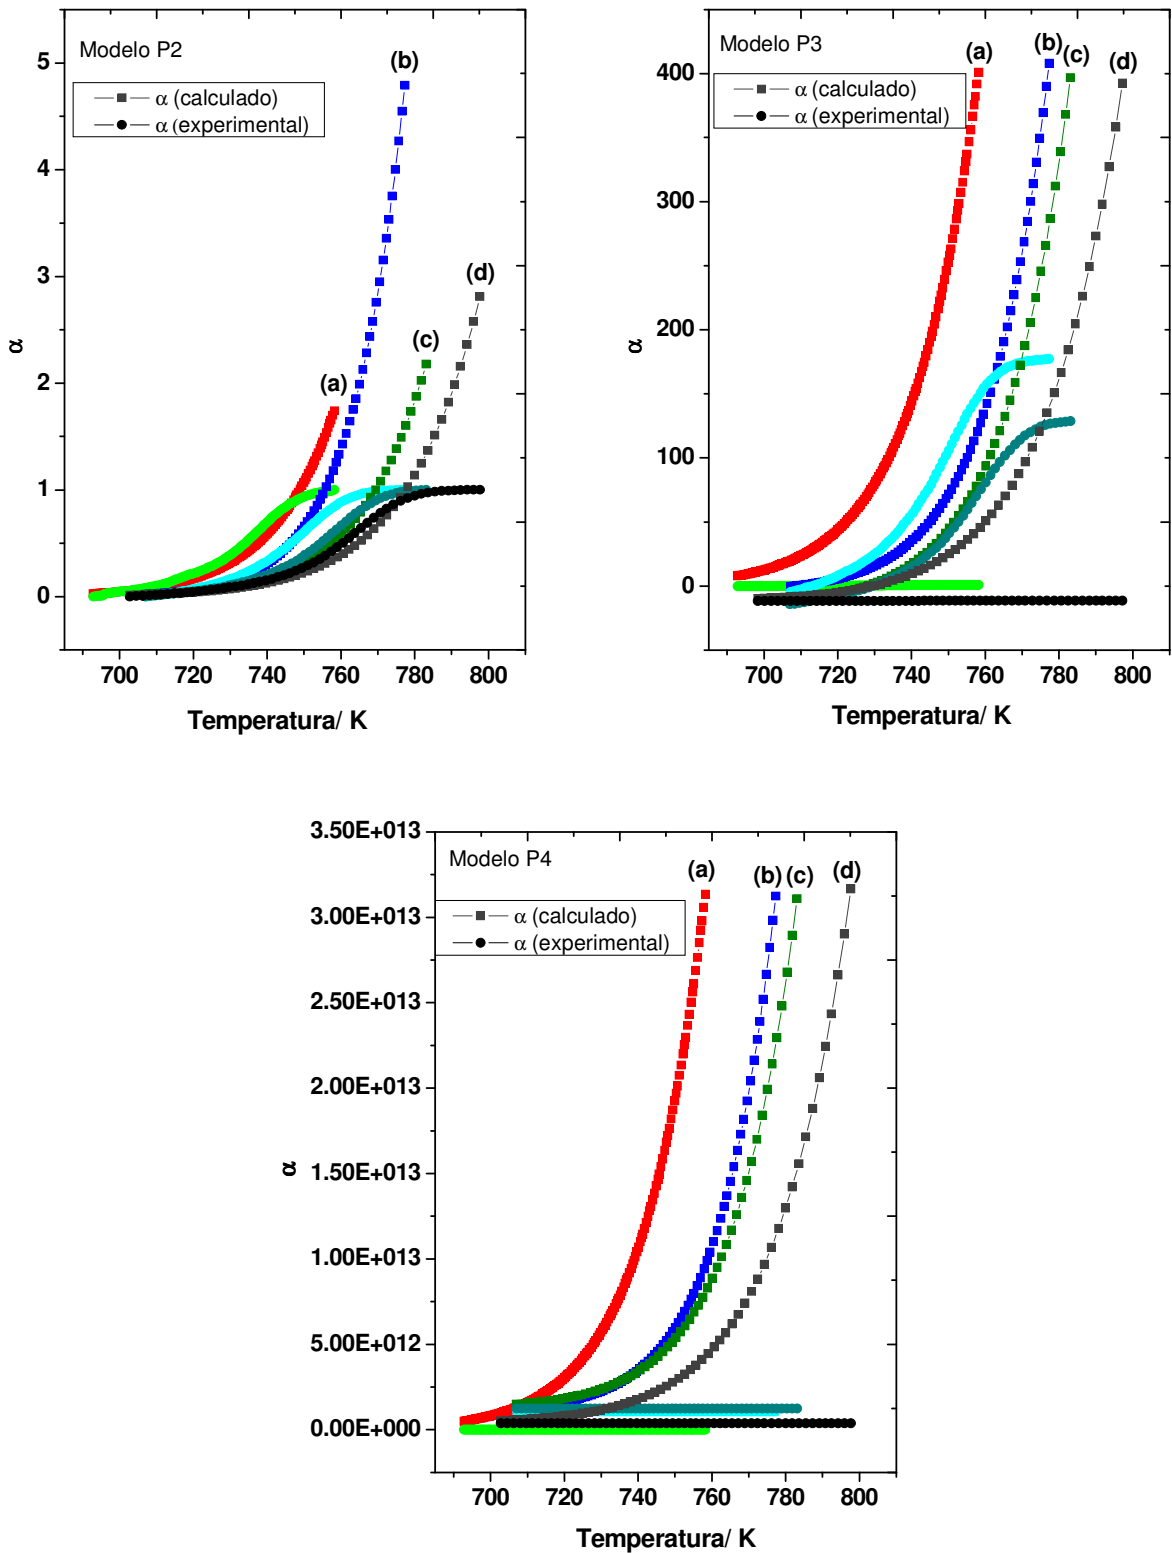 Modelo P2
α (calculado)
α (experimental)
(a)
(b)
(c)
(d)
5
4
3
2
1
0
α
700 720 740 760 780 800
Temperatura/ K
Modelo P3
α (calculado)
α (experimental)
(a)
(b)
(c)
(d)
400
300
200
100
0
α
700 720 740 760 780 800
Temperatura/ K
Modelo P4
α (calculado)
α (experimental)
(a)
(b)
(c)
(d)
3.50E+013
3.00E+013
2.50E+013
2.00E+013
1.50E+013
1.00E+013
5.00E+012
0.00E+000
α
700 720 740 760 780 800
Temperatura/ K